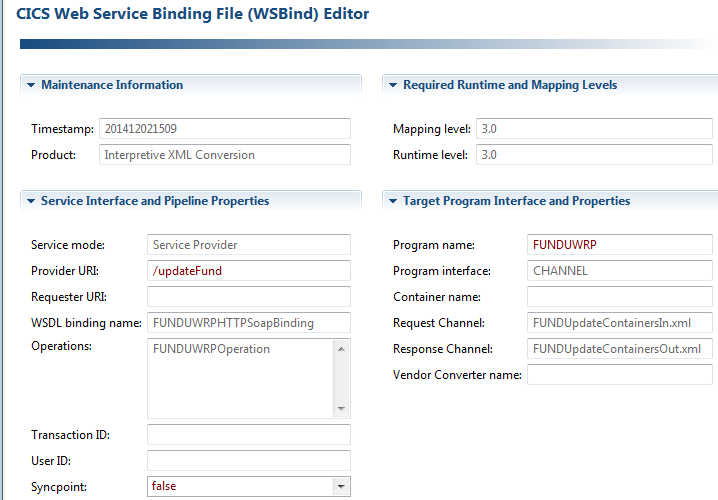 CICS Web Service Binding File (WSBind) Editor
Maintenance Information
Timestamp: 201412021509
Product: Interpretive XML Conversion
Required Runtime and Mapping Levels
Mapping level: 3.0
Runtime level: 3.0
Service Interface and Pipeline Properties
Service mode: Service Provider
Provider URI: /updateFund
Requester URI:
WSDL binding name: FUNDUWRPHTTPSoapBinding
Operations: FUNDUWRPOperation
Transaction ID:
User ID:
Syncpoint: false
Target Program Interface and Properties
Program name: FUNDUWRP
Program interface: CHANNEL
Container name:
Request Channel: FUNDUpdateContainersIn.xml
Response Channel: FUNDUpdateContainersOut.xml
Vendor Converter name: